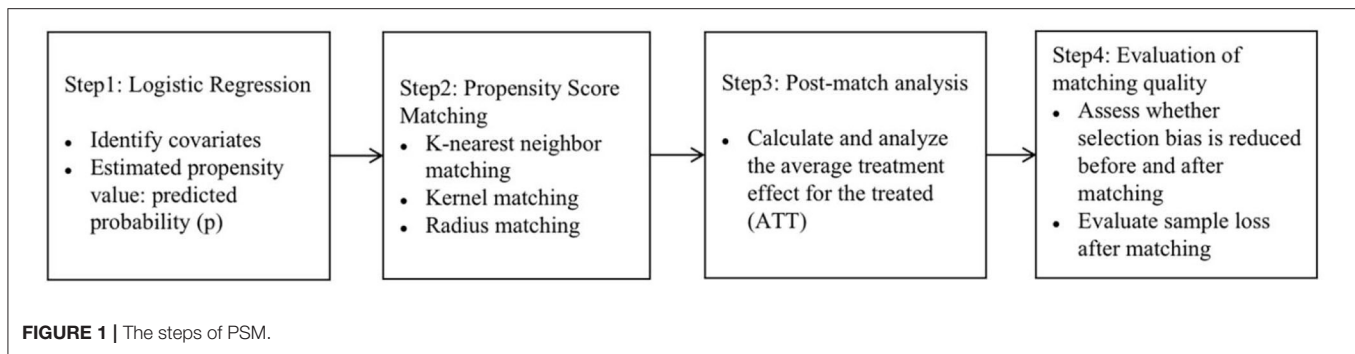 Step1: Logistic Regression
• Identify covariates
• Estimated propensity
value: predicted
probability (p)
Step2: Propensity Score
Matching
• K-nearest neighbor
matching
• Kernel matching
• Radius matching
Step3: Post-match analysis
• Calculate and analyze
the average treatment
effect for the treated
(ATT)
Step4: Evaluation of
matching quality
• Assess whether
selection bias is reduced
before and after
matching
• Evaluate sample loss
after matching
FIGURE 1 | The steps of PSM.